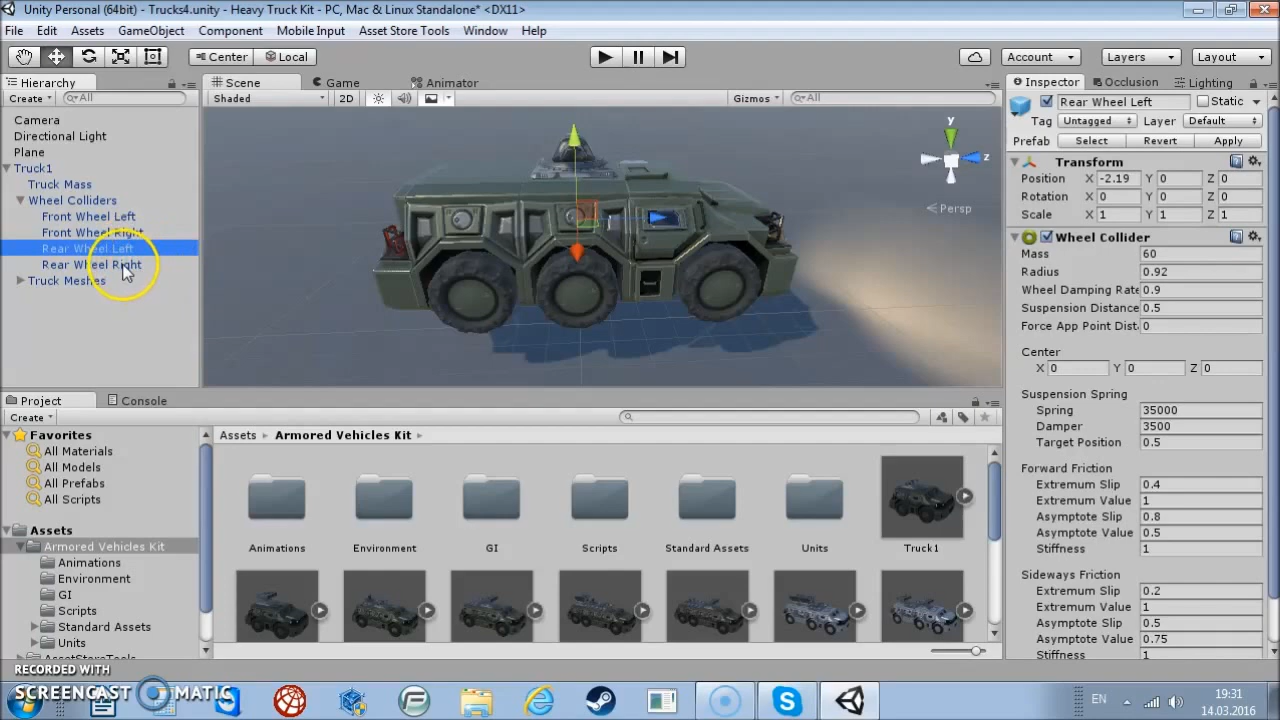 Unity Personal (64bit) - Trucks4.unity - Heavy Truck Kit - PC, Mac & Linux Standalone* <DX11>
File Edit Assets GameObject Component Mobile Input Asset Store Tools Window Help
Center Local Account Layers Layout
Hierarchy
Create All
Camera
Directional Light
Plane
Truck1
Truck Mass
Wheel Colliders
Front Wheel Left
Front Wheel Right
Rear Wheel Left
Rear Wheel Right
Truck Meshes
Scene Game Animator
Shaded 2D Gizmos All
y
z
Persp
Inspector Occlusion Lighting
Rear Wheel Left Static
Tag Untagged Layer Default
Prefab Select Revert Apply
Transform
Position X -2.19 Y 0 Z 0
Rotation X 0 Y 0 Z 0
Scale X 1 Y 1 Z 1
Wheel Collider
Mass 60
Radius 0.92
Wheel Damping Rate 0.9
Suspension Distance 0.5
Force App Point Dist 0
Center
X 0 Y 0 Z 0
Suspension Spring
Spring 35000
Damper 3500
Target Position 0.5
Forward Friction
Extremum Slip 0.4
Extremum Value 1
Asymptote Slip 0.8
Asymptote Value 0.5
Stiffness 1
Sideways Friction
Extremum Slip 0.2
Extremum Value 1
Asymptote Slip 0.5
Asymptote Value 0.75
Stiffness 1
Project Console
Create
Favorites
All Materials
All Models
All Prefabs
All Scripts
Assets
Armored Vehicles Kit
Animations
Environment
GI
Scripts
Standard Assets
Units
AssetStoreTools
Assets Armored Vehicles Kit
Animations Environment GI Scripts Standard Assets Units Truck1
RECORDED WITH
SCREENCAST MATIC
EN
19:31
14.03.2016